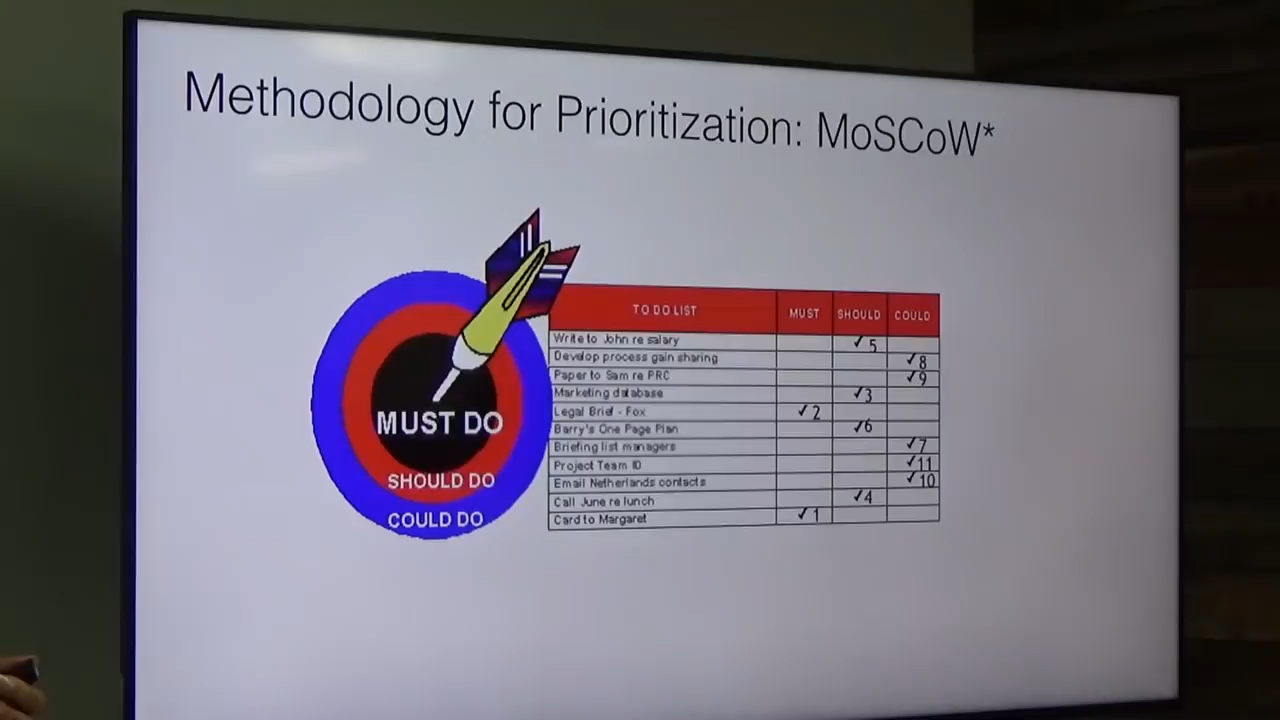 Methodology for Prioritization: MoSCoW*
MUST DO
SHOULD DO
COULD DO
TO DO LIST MUST SHOULD COULD
Write to John re salary ✓ 5
Develop process gain sharing ✓ 8
Paper to Sam re PRC ✓ 9
Marketing database ✓ 3
Legal Brief - Fox ✓ 2
Barry's One Page Plan ✓ 6
Briefing list managers ✓ 7
Project Team ID ✓ 11
Email Netherlands contacts ✓ 10
Call June re lunch ✓ 4
Card to Margaret ✓ 1